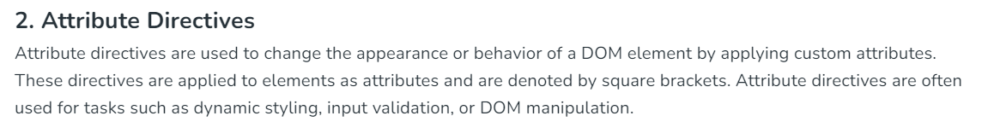 2. Attribute Directives
Attribute directives are used to change the appearance or behavior of a DOM element by applying custom attributes.
These directives are applied to elements as attributes and are denoted by square brackets. Attribute directives are often
used for tasks such as dynamic styling, input validation, or DOM manipulation.